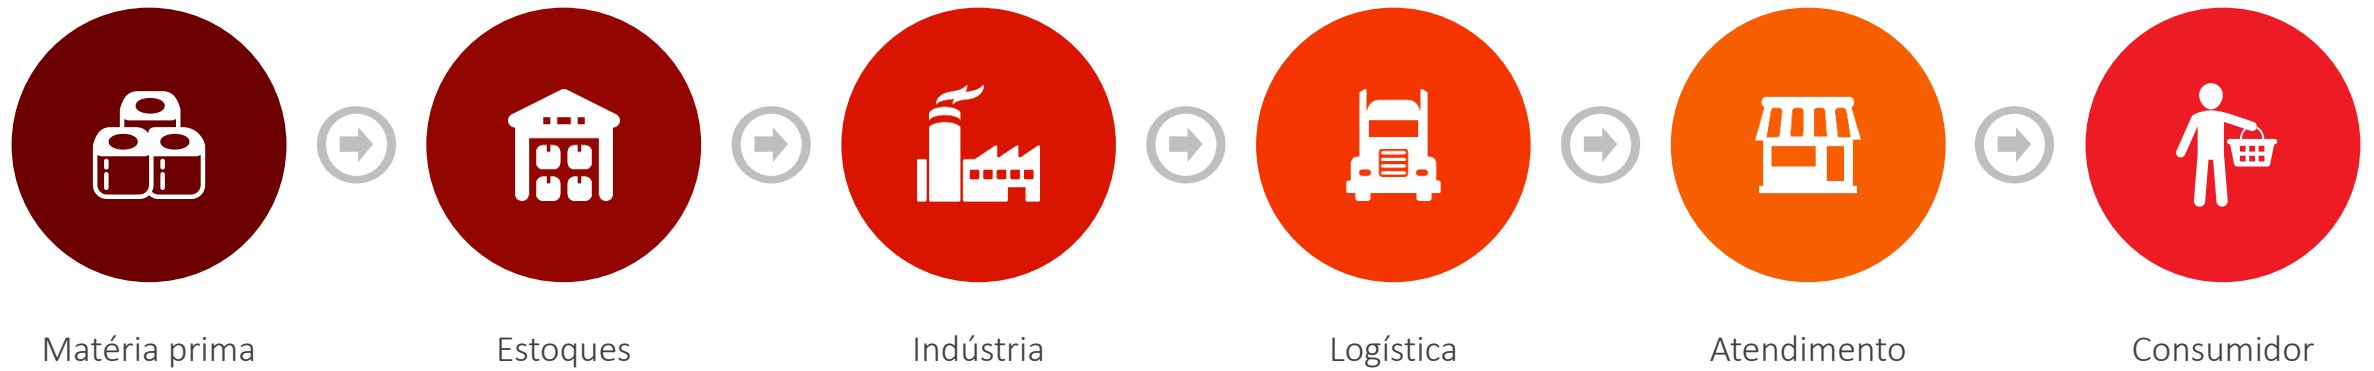 Matéria prima
Estoques
Indústria
Logística
Atendimento
Consumidor